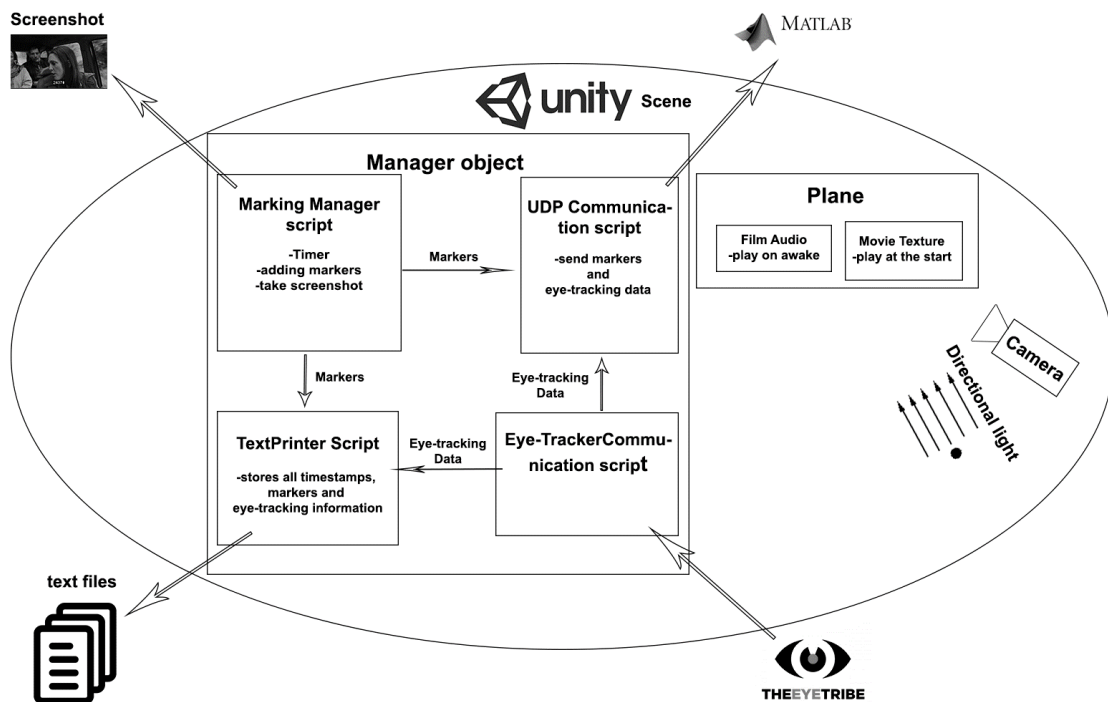 Screenshot
MATLAB
unity Scene
Manager object
Marking Manager
script
-Timer
-adding markers
-take screenshot
Markers
UDP Communica-
tion script
-send markers
and
eye-tracking data
Plane
Film Audio
-play on awake
Movie Texture
-play at the start
Camera
Directional light
Markers
Eye-tracking
Data
TextPrinter Script
-stores all timestamps,
markers and
eye-tracking information
Eye-tracking
Data
Eye-TrackerCommu-
nication script
text files
THEEYETRIBE